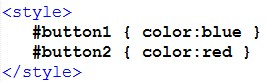 <style>
#button1 { color:blue }
#button2 { color:red }
</style>